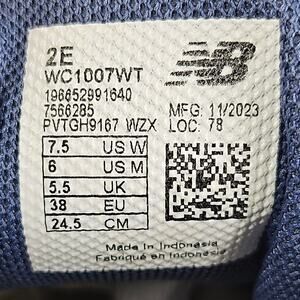 2E
WC1007WT
196652991640
7566285
PVTGH9167 WZX
MFG: 11/2023
LOC: 78
7.5 US W
6 US M
5.5 UK
38 EU
24.5 CM
Made in Indonesia
Fabriqué en Indonésie